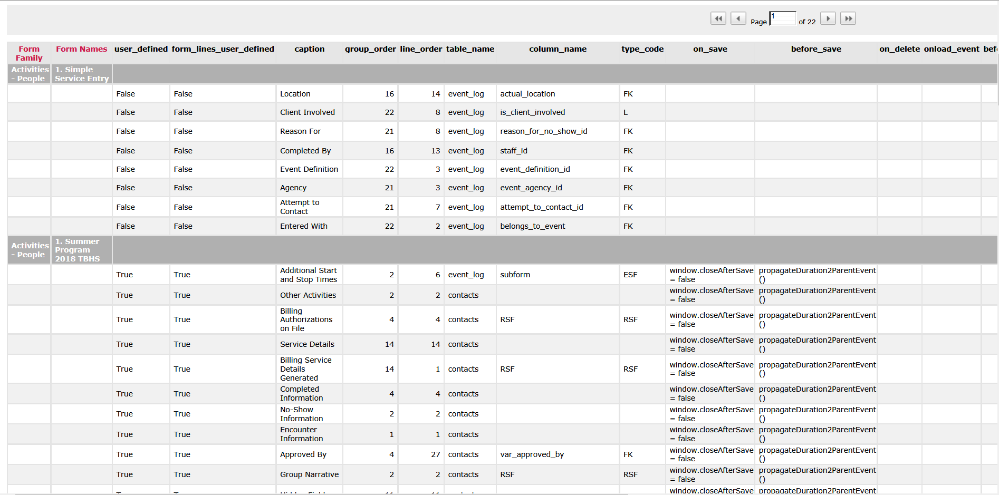 Page 1 of 22
Form Family Form Names user_defined form_lines_user_defined caption group_order line_order table_name column_name type_code on_save before_save on_delete onload_event bef
Activities - People 1. Simple Service Entry
False False Location 16 14 event_log actual_location FK
False False Client Involved 22 8 event_log is_client_involved L
False False Reason For 21 8 event_log reason_for_no_show_id FK
False False Completed By 16 13 event_log staff_id FK
False False Event Definition 22 3 event_log event_definition_id FK
False False Agency 21 3 event_log event_agency_id FK
False False Attempt to Contact 21 7 event_log attempt_to_contact_id FK
False False Entered With 22 2 event_log belongs_to_event FK
Activities - People 1. Summer Program 2018 TBHS
True True Additional Start and Stop Times 2 6 event_log subform ESF window.closeAfterSave = false propagateDuration2ParentEvent ()
True True Other Activities 2 2 contacts window.closeAfterSave = false propagateDuration2ParentEvent ()
True True Billing Authorizations on File 4 4 contacts RSF RSF window.closeAfterSave = false propagateDuration2ParentEvent ()
True True Service Details 14 14 contacts window.closeAfterSave = false propagateDuration2ParentEvent ()
True True Billing Service Details Generated 14 1 contacts RSF RSF window.closeAfterSave = false propagateDuration2ParentEvent ()
True True Completed Information 4 4 contacts window.closeAfterSave = false propagateDuration2ParentEvent ()
True True No-Show Information 2 2 contacts window.closeAfterSave = false propagateDuration2ParentEvent ()
True True Encounter Information 1 1 contacts window.closeAfterSave = false propagateDuration2ParentEvent ()
True True Approved By 4 27 contacts var_approved_by FK window.closeAfterSave = false propagateDuration2ParentEvent ()
True True Group Narrative 2 2 contacts RSF RSF window.closeAfterSave = false propagateDuration2ParentEvent ()
window.closeAfterSave propagateDuration2ParentEvent